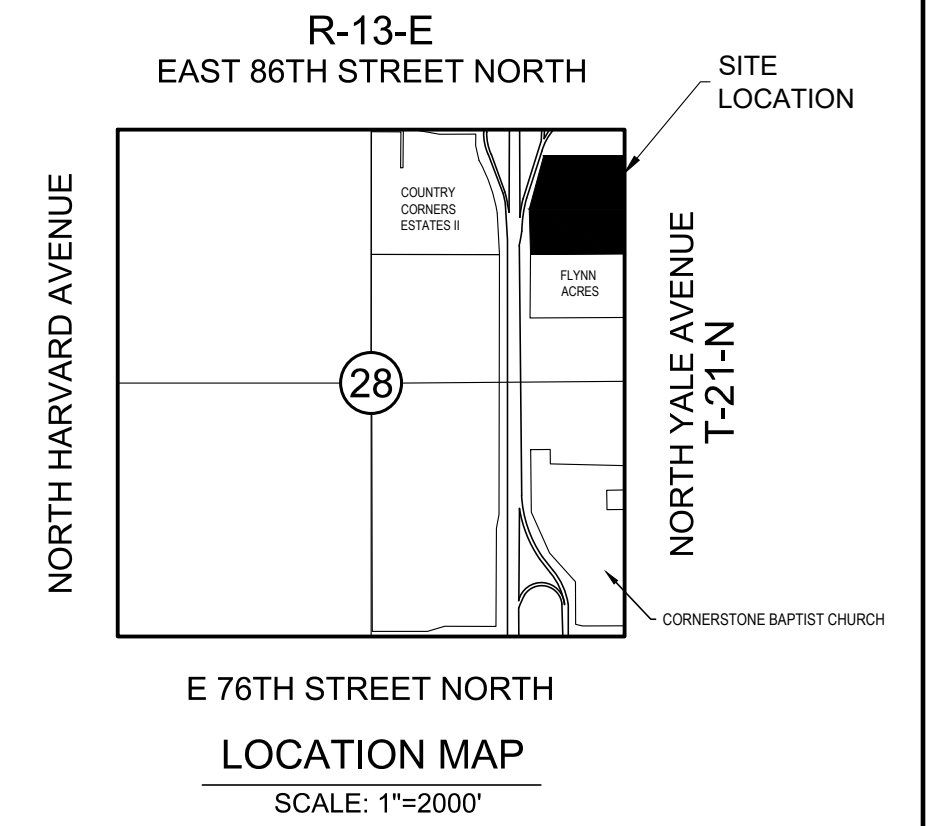 R-13-E
EAST 86TH STREET NORTH
SITE
LOCATION
NORTH HARVARD AVENUE
COUNTRY
CORNERS
ESTATES II
FLYNN
ACRES
28
NORTH YALE AVENUE
T-21-N
CORNERSTONE BAPTIST CHURCH
E 76TH STREET NORTH
LOCATION MAP
SCALE: 1"=2000'